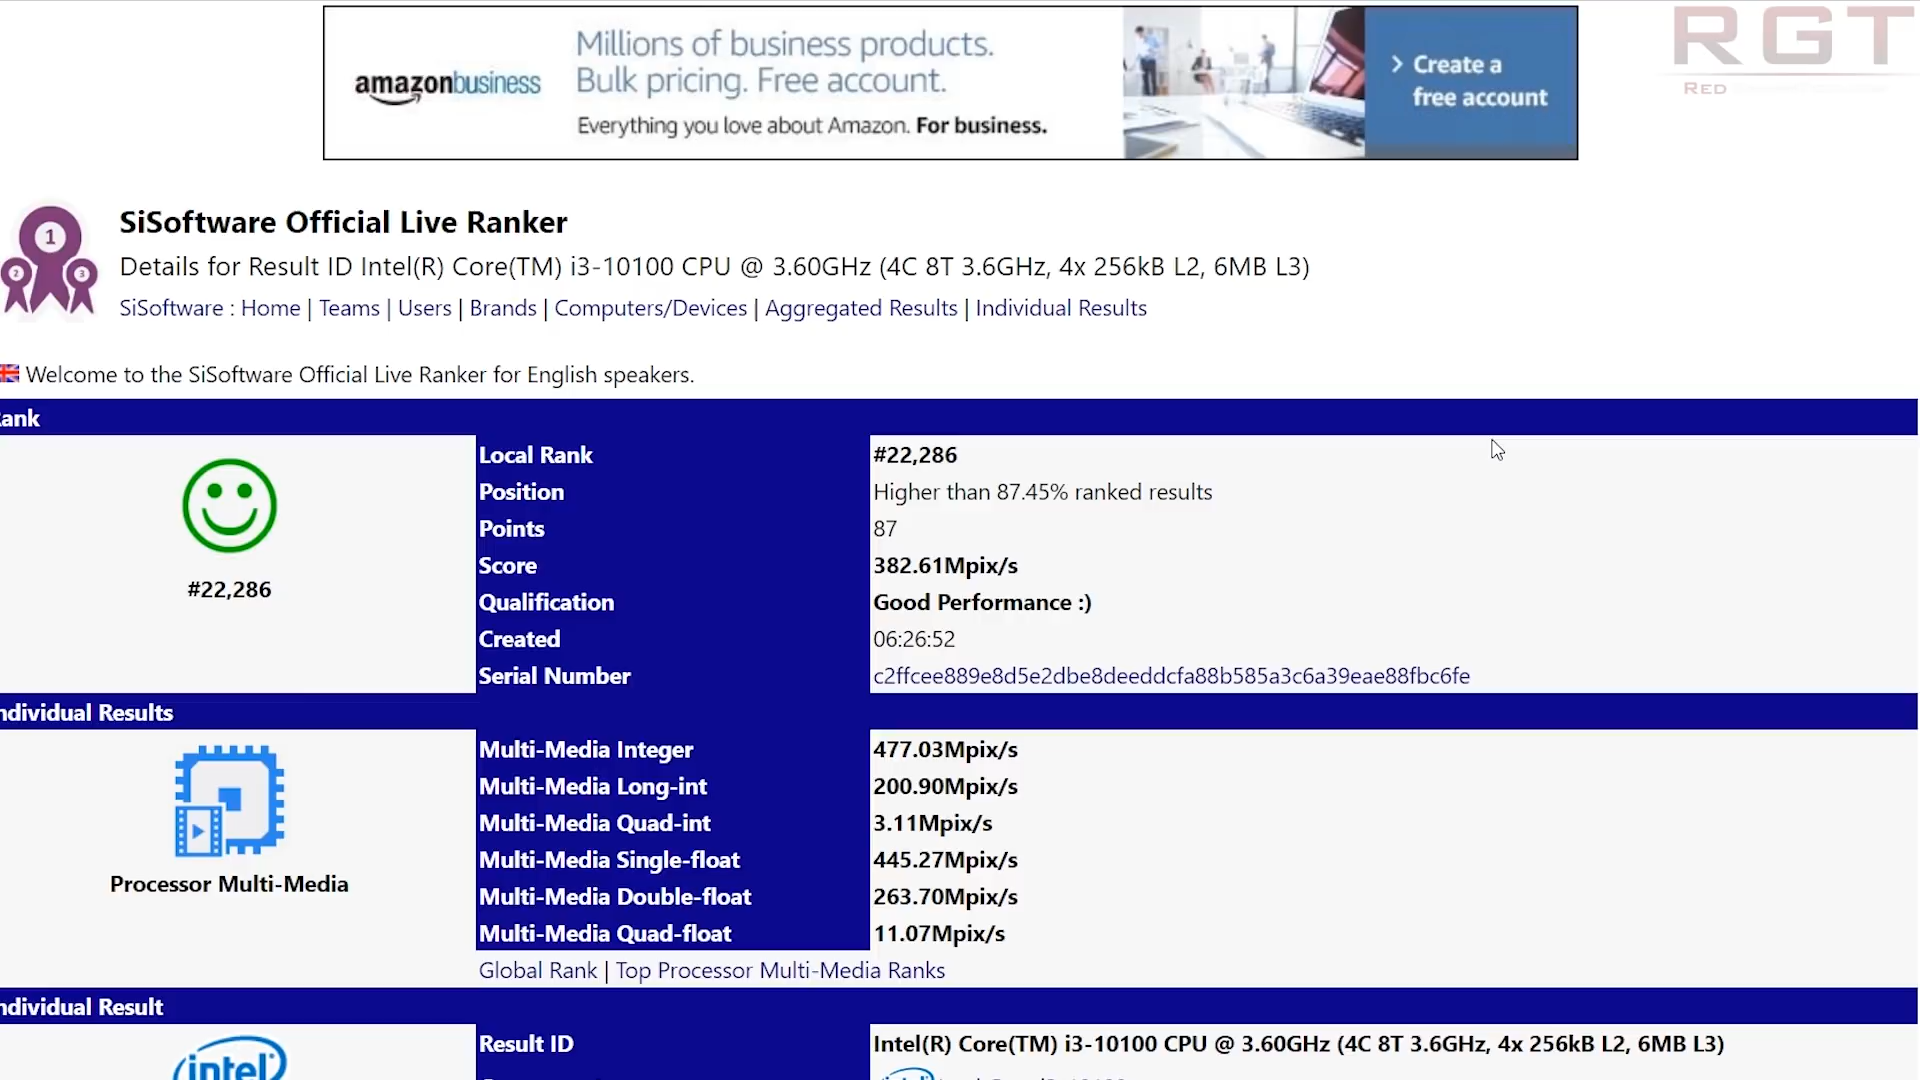 RGT
RED
amazonbusiness
Millions of business products.
Bulk pricing. Free account.
Everything you love about Amazon. For business.
> Create a
free account
1
2
3
SiSoftware Official Live Ranker
Details for Result ID Intel(R) Core(TM) i3-10100 CPU @ 3.60GHz (4C 8T 3.6GHz, 4x 256kB L2, 6MB L3)
SiSoftware : Home | Teams | Users | Brands | Computers/Devices | Aggregated Results | Individual Results
Welcome to the SiSoftware Official Live Ranker for English speakers.
ank
#22,286
Local Rank #22,286
Position Higher than 87.45% ranked results
Points 87
Score 382.61Mpix/s
Qualification Good Performance :)
Created 06:26:52
Serial Number c2ffcee889e8d5e2dbe8deeddcfa88b585a3c6a39eae88fbc6fe
ndividual Results
Processor Multi-Media
Multi-Media Integer 477.03Mpix/s
Multi-Media Long-int 200.90Mpix/s
Multi-Media Quad-int 3.11Mpix/s
Multi-Media Single-float 445.27Mpix/s
Multi-Media Double-float 263.70Mpix/s
Multi-Media Quad-float 11.07Mpix/s
Global Rank | Top Processor Multi-Media Ranks
ndividual Result
intel
Result ID Intel(R) Core(TM) i3-10100 CPU @ 3.60GHz (4C 8T 3.6GHz, 4x 256kB L2, 6MB L3)